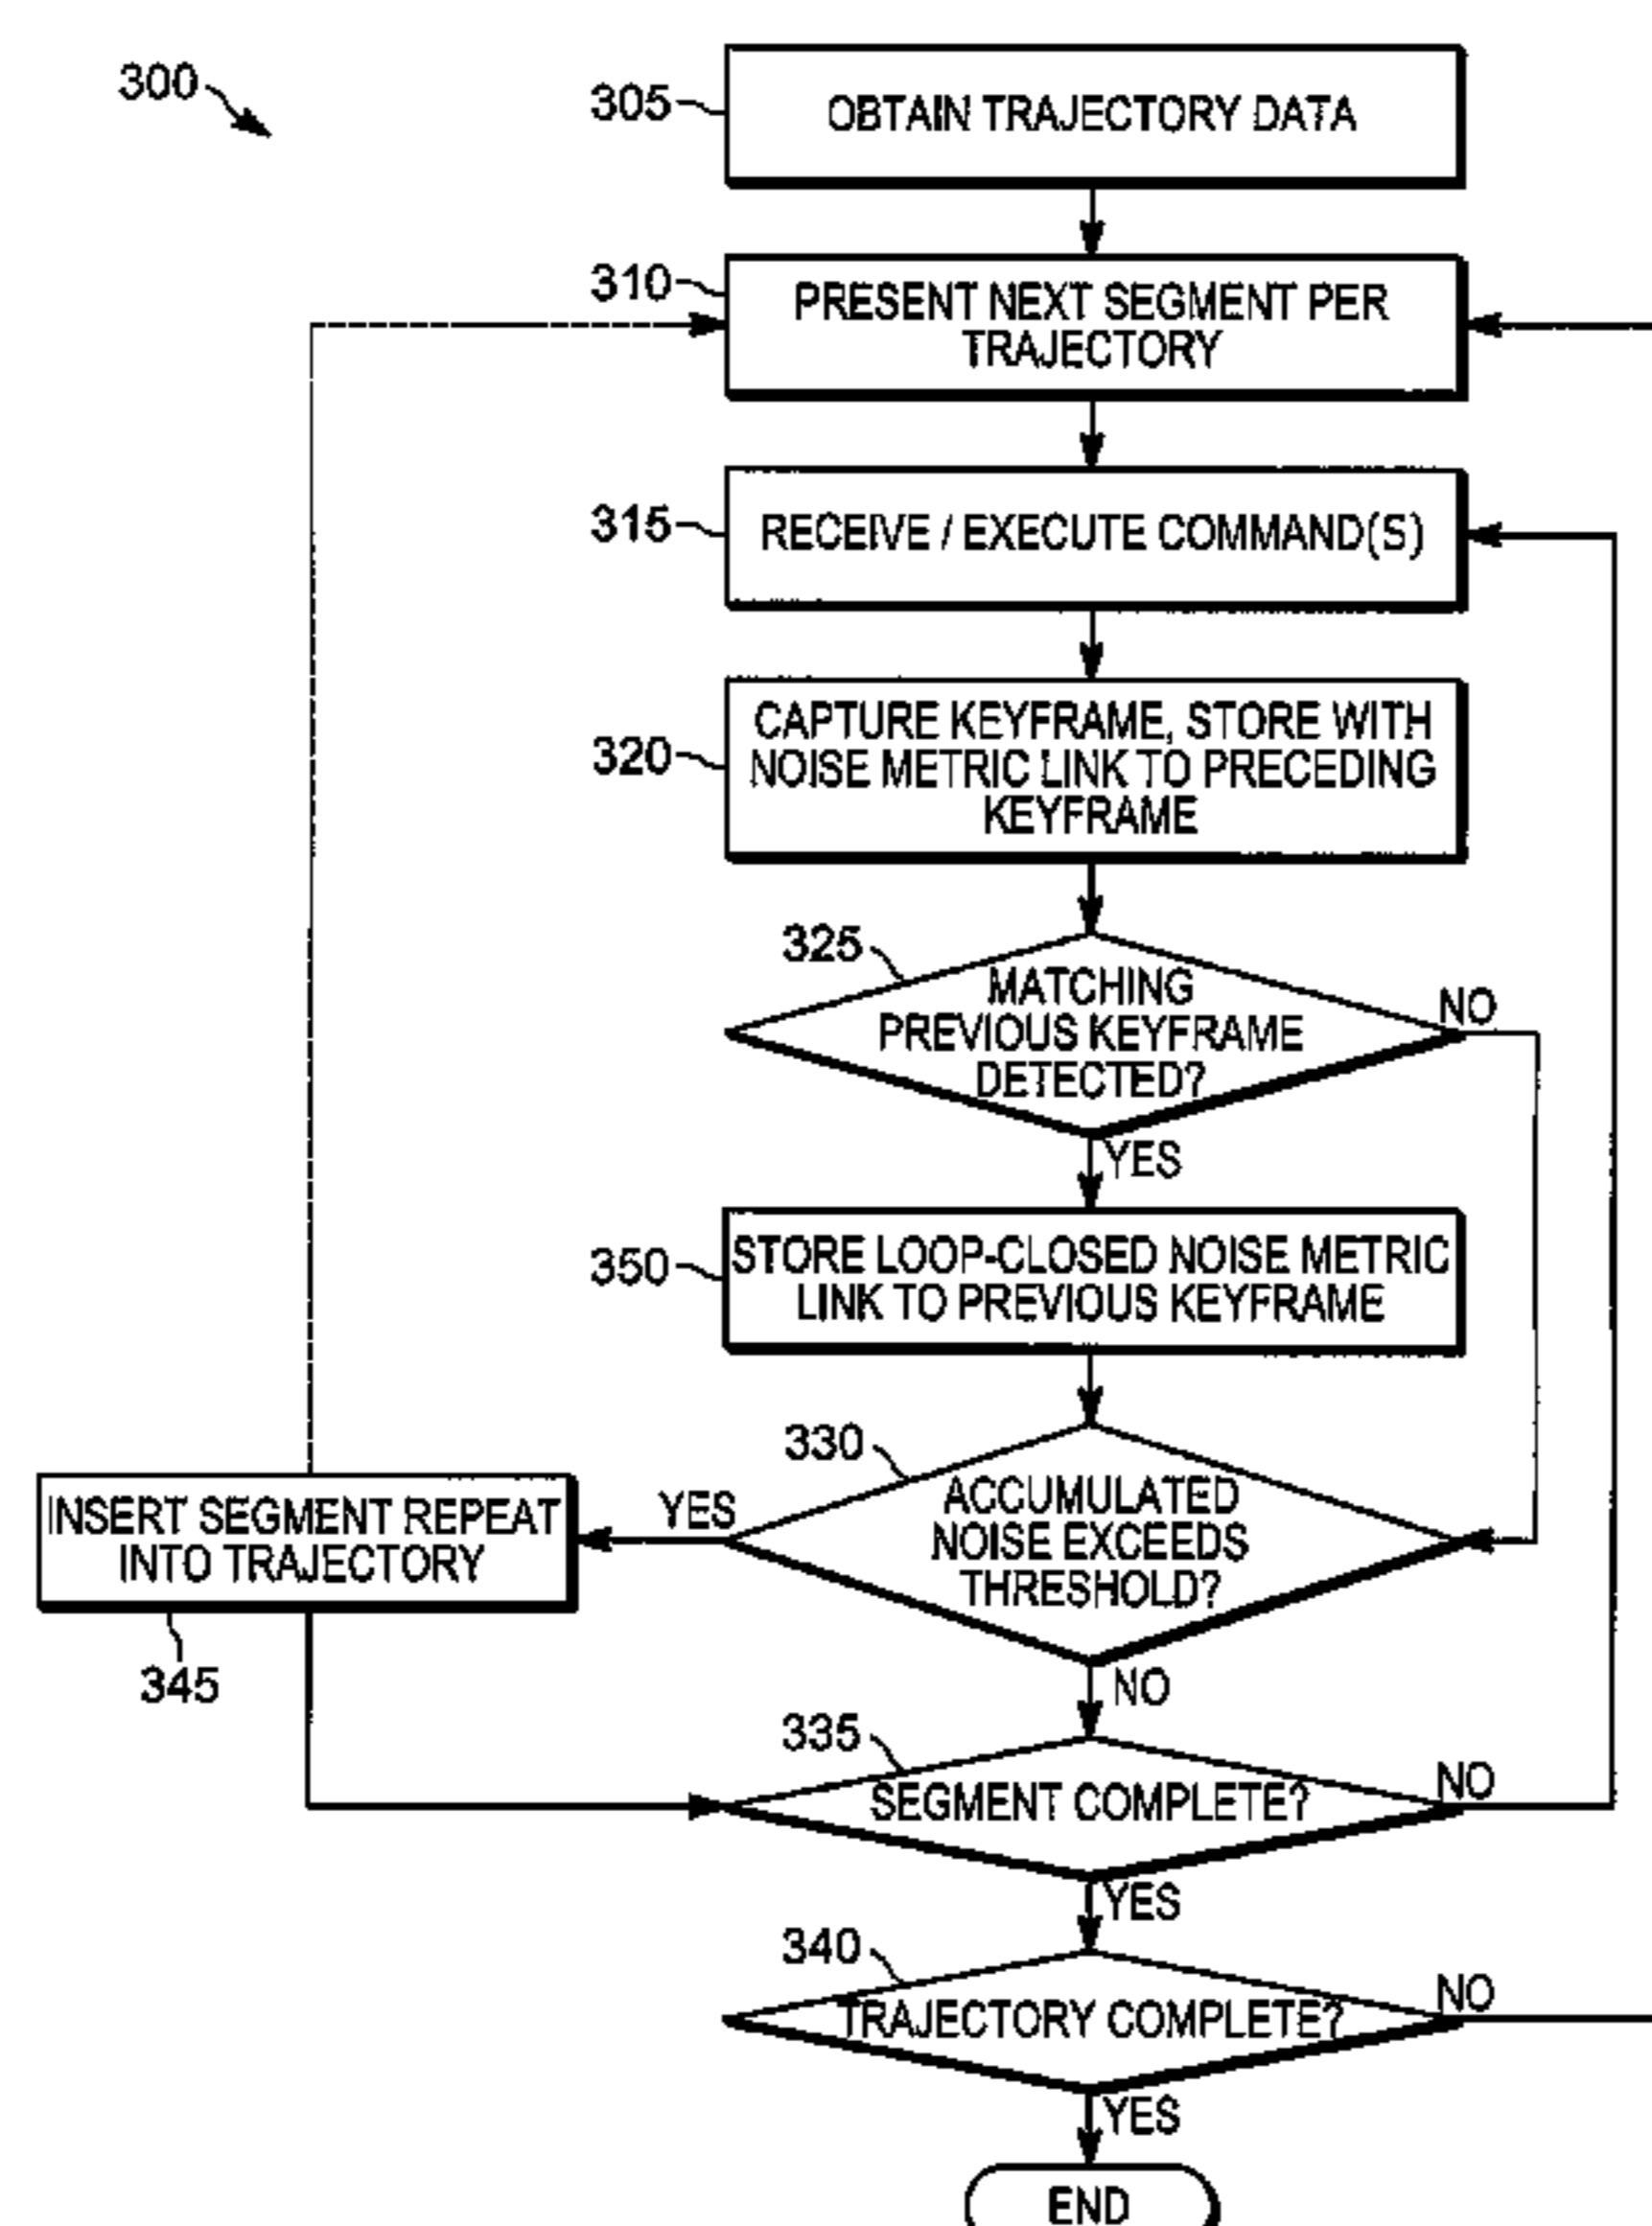 300
305
OBTAIN TRAJECTORY DATA
310
PRESENT NEXT SEGMENT PER
TRAJECTORY
315
RECEIVE / EXECUTE COMMAND(S)
320
CAPTURE KEYFRAME, STORE WITH
NOISE METRIC LINK TO PRECEDING
KEYFRAME
325
MATCHING
PREVIOUS KEYFRAME
DETECTED?
NO
YES
350
STORE LOOP-CLOSED NOISE METRIC
LINK TO PREVIOUS KEYFRAME
330
ACCUMULATED
NOISE EXCEEDS
THRESHOLD?
YES
INSERT SEGMENT REPEAT
INTO TRAJECTORY
345
NO
335
SEGMENT COMPLETE?
NO
YES
340
TRAJECTORY COMPLETE?
NO
YES
END